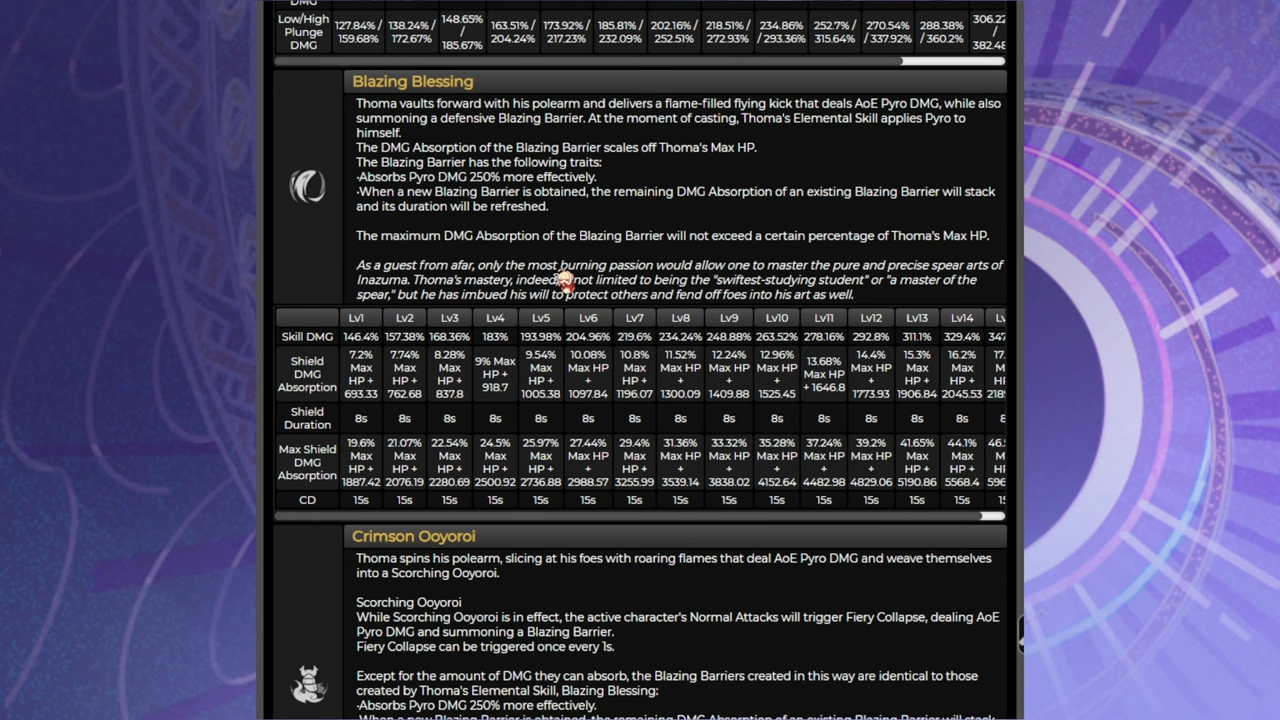 DMG
Low/High Plunge DMG 127.84% / 159.68% 138.24% / 172.67% 148.65% / 185.67% 163.51% / 204.24% 173.92% / 217.23% 185.81% / 232.09% 202.16% / 252.51% 218.51% / 272.93% 234.86% / 293.36% 252.7% / 315.64% 270.54% / 337.92% 288.38% / 360.2% 306.22 382.48
Blazing Blessing
Thoma vaults forward with his polearm and delivers a flame-filled flying kick that deals AoE Pyro DMG, while also
summoning a defensive Blazing Barrier. At the moment of casting, Thoma's Elemental Skill applies Pyro to
himself.
The DMG Absorption of the Blazing Barrier scales off Thoma's Max HP.
The Blazing Barrier has the following traits:
·Absorbs Pyro DMG 250% more effectively.
·When a new Blazing Barrier is obtained, the remaining DMG Absorption of an existing Blazing Barrier will stack
and its duration will be refreshed.
The maximum DMG Absorption of the Blazing Barrier will not exceed a certain percentage of Thoma's Max HP.
As a guest from afar, only the most burning passion would allow one to master the pure and precise spear arts of
Inazuma. Thoma's mastery, indeed, not limited to being the "swiftest-studying student" or "a master of the
spear," but he has imbued his will to protect others and fend off foes into his art as well.
Lv1 Lv2 Lv3 Lv4 Lv5 Lv6 Lv7 Lv8 Lv9 Lv10 Lv11 Lv12 Lv13 Lv14 Lv
Skill DMG 146.4% 157.38% 168.36% 183% 193.98% 204.96% 219.6% 234.24% 248.88% 263.52% 278.16% 292.8% 311.1% 329.4% 347
Shield DMG Absorption 7.2% Max HP + 693.33 7.74% Max HP + 762.68 8.28% Max HP + 837.8 9% Max HP + 918.7 9.54% Max HP + 1005.38 10.08% Max HP + 1097.84 10.8% Max HP + 1196.07 11.52% Max HP + 1300.09 12.24% Max HP + 1409.88 12.96% Max HP + 1525.45 13.68% Max HP + 1646.8 14.4% Max HP + 1773.93 15.3% Max HP + 1906.84 16.2% Max HP + 2045.53 17.
Shield Duration 8s 8s 8s 8s 8s 8s 8s 8s 8s 8s 8s 8s 8s 8s 8
Max Shield DMG Absorption 19.6% Max HP + 1887.42 21.07% Max HP + 2076.19 22.54% Max HP + 2280.69 24.5% Max HP + 2500.92 25.97% Max HP + 2736.88 27.44% Max HP + 2988.57 29.4% Max HP + 3255.99 31.36% Max HP + 3539.14 33.32% Max HP + 3838.02 35.28% Max HP + 4152.64 37.24% Max HP + 4482.98 39.2% Max HP + 4829.06 41.65% Max HP + 5190.86 44.1% Max HP + 5568.4 46. 596
CD 15s 15s 15s 15s 15s 15s 15s 15s 15s 15s 15s 15s 15s 15s
Crimson Ooyoroi
Thoma spins his polearm, slicing at his foes with roaring flames that deal AoE Pyro DMG and weave themselves
into a Scorching Ooyoroi.
Scorching Ooyoroi
While Scorching Ooyoroi is in effect, the active character's Normal Attacks will trigger Fiery Collapse, dealing AoE
Pyro DMG and summoning a Blazing Barrier.
Fiery Collapse can be triggered once every 1s.
Except for the amount of DMG they can absorb, the Blazing Barriers created in this way are identical to those
created by Thoma's Elemental Skill, Blazing Blessing:
·Absorbs Pyro DMG 250% more effectively.
·When a new Blazing Barrier is obtained, the remaining DMG Absorption of an existing Blazing Barrier will stack